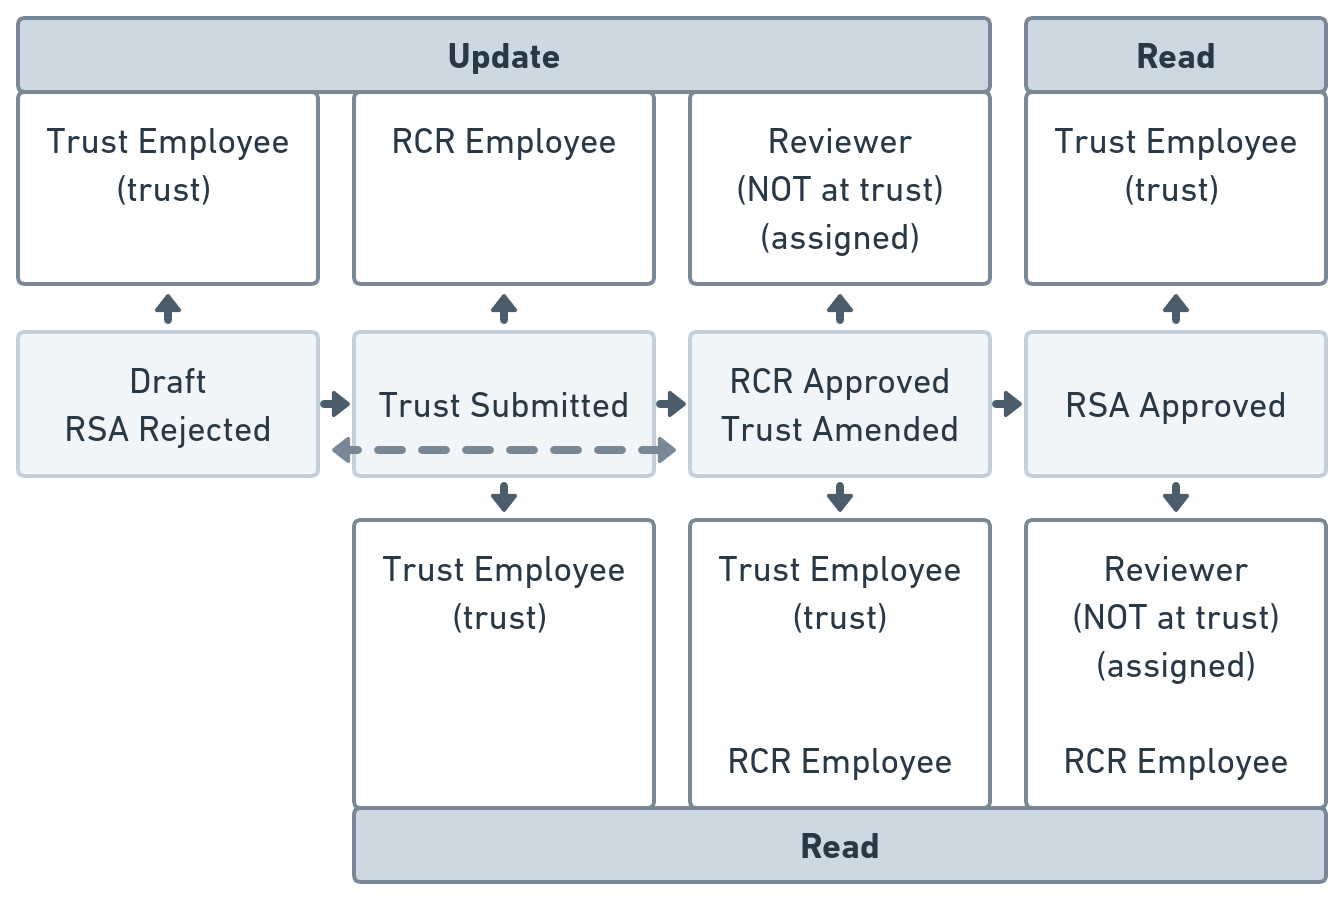 Update
Read
Trust Employee
(trust)
RCR Employee
Reviewer
(NOT at trust)
(assigned)
Trust Employee
(trust)
Draft
RSA Rejected
Trust Submitted
RCR Approved
Trust Amended
RSA Approved
Trust Employee
(trust)
Trust Employee
(trust)
RCR Employee
Reviewer
(NOT at trust)
(assigned)
RCR Employee
Read